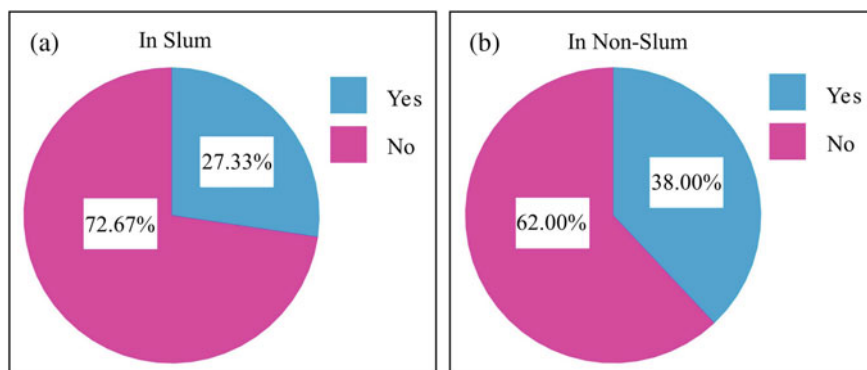 (a) In Slum
Yes
No
27.33%
72.67%
(b) In Non-Slum
Yes
No
38.00%
62.00%